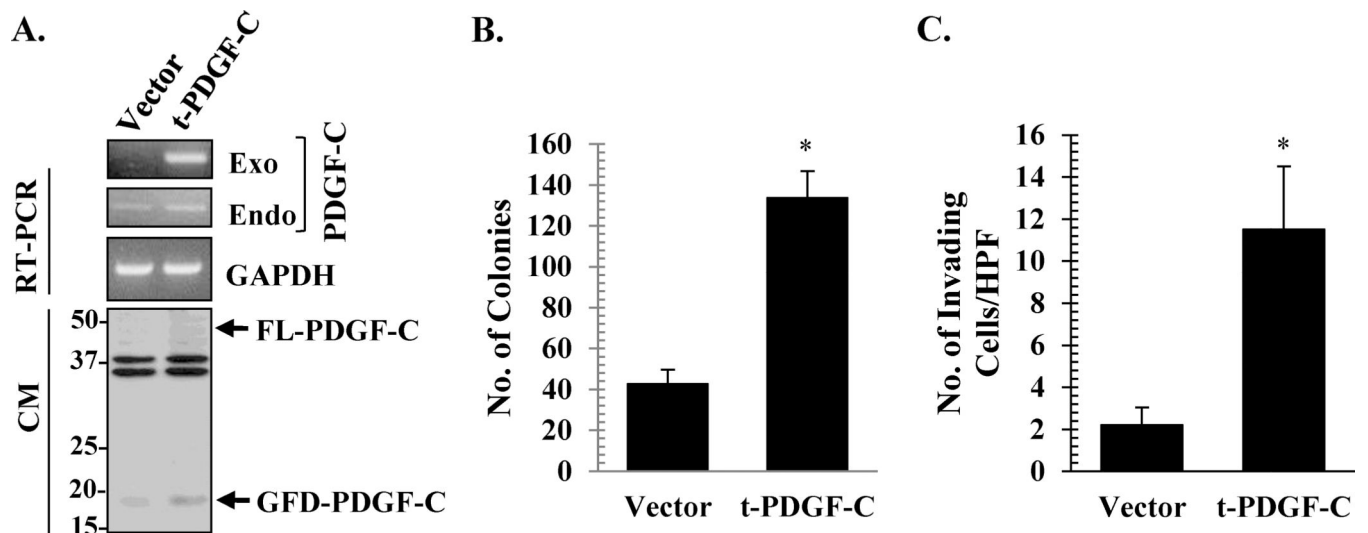 A.
Vector
t-PDGF-C
RT-PCR
Exo
Endo
PDGF-C
GAPDH
CM
50
37
25
20
15
FL-PDGF-C
GFD-PDGF-C
B.
No. of Colonies
160
140
120
100
80
60
40
20
0
*
Vector
t-PDGF-C
C.
No. of Invading
Cells/HPF
16
14
12
10
8
6
4
2
0
*
Vector
t-PDGF-C